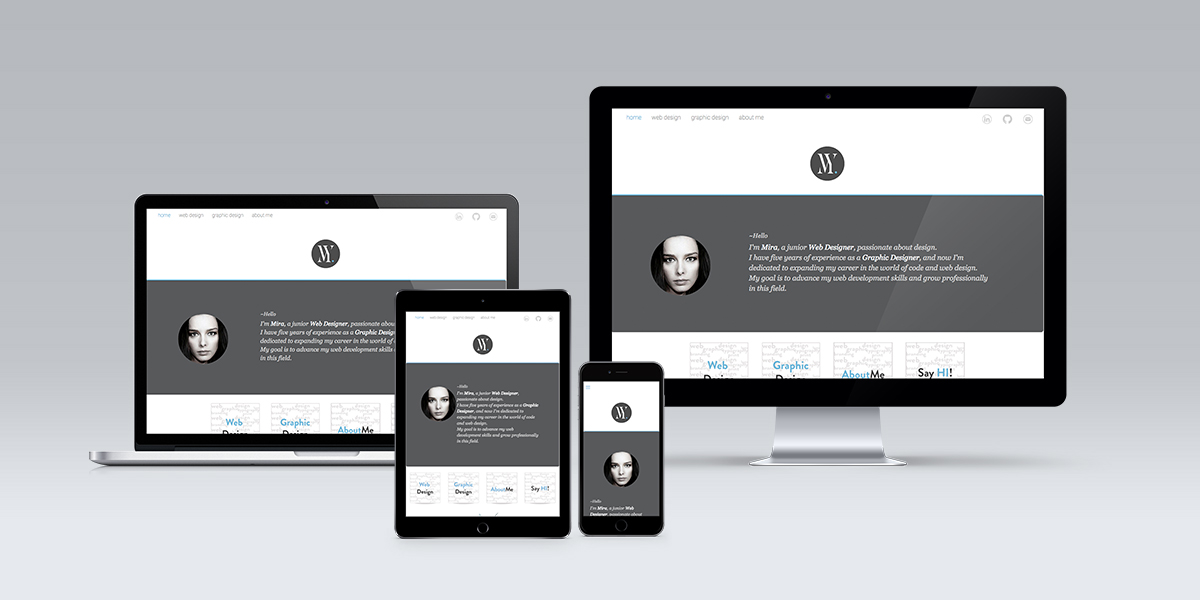 home web design graphic design about me
in
MY.
~Hello
I'm Mira, a junior Web Designer, passionate about design.
I have five years of experience as a Graphic Designer, and now I'm
dedicated to expanding my career in the world of code and web design.
My goal is to advance my web development skills and grow professionally
in this field.
Web
Design
Graphic
Design
AboutMe
Say HI!
home web design graphic design about me
in
MY.
~Hello
I'm Mira, a junior Web Designer, passionate abou
I have five years of experience as a Graphic Desig
dedicated to expanding my career in the world of
My goal is to advance my web development skills
in this field.
Web
Design
Graphic
Design
AboutMe
home web design graphic design about me
MY.
~Hello
I'm Mira, a junior Web Designer,
passionate about design.
I have five years of experience as a Graphic
Designer, and now I'm dedicated to
expanding my career in the world of code
and web design.
My goal is to advance my web
development skills and grow professionally
in this field.
Web
Design
Graphic
Design
AboutMe
Say HI!
MY.
~Hello
I'm Mira, a junior Web
Designer, passionate about